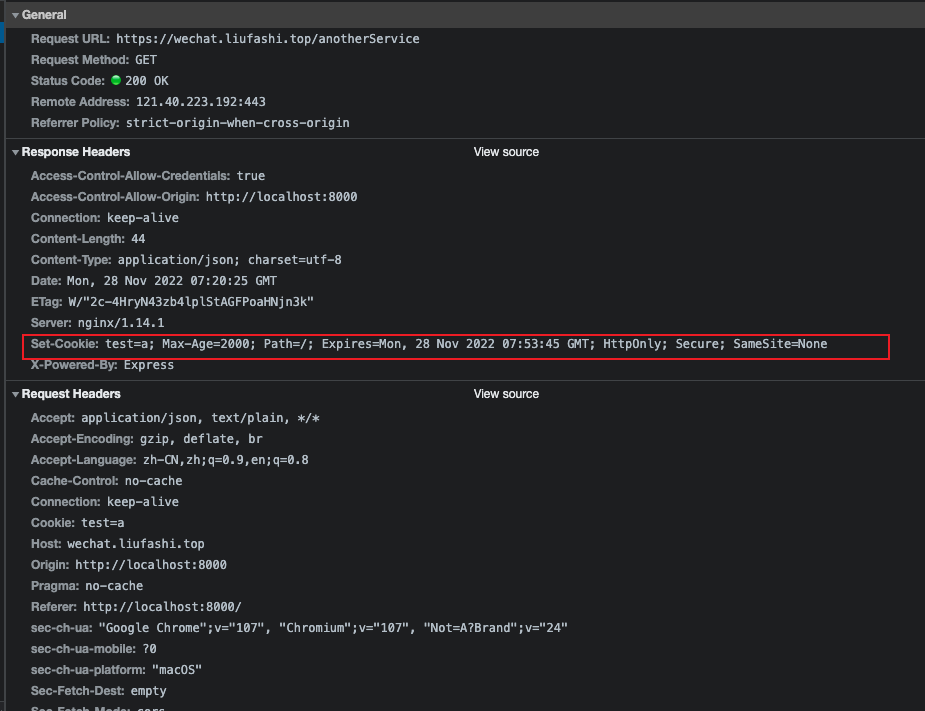 General
Request URL: https://wechat.liufashi.top/anotherService
Request Method: GET
Status Code: 200 OK
Remote Address: 121.40.223.192:443
Referrer Policy: strict-origin-when-cross-origin
Response Headers View source
Access-Control-Allow-Credentials: true
Access-Control-Allow-Origin: http://localhost:8000
Connection: keep-alive
Content-Length: 44
Content-Type: application/json; charset=utf-8
Date: Mon, 28 Nov 2022 07:20:25 GMT
ETag: W/"2c-4HryN43zb4lplStAGFPoaHNjn3k"
Server: nginx/1.14.1
Set-Cookie: test=a; Max-Age=2000; Path=/; Expires=Mon, 28 Nov 2022 07:53:45 GMT; HttpOnly; Secure; SameSite=None
X-Powered-By: Express
Request Headers View source
Accept: application/json, text/plain, */*
Accept-Encoding: gzip, deflate, br
Accept-Language: zh-CN,zh;q=0.9,en;q=0.8
Cache-Control: no-cache
Connection: keep-alive
Cookie: test=a
Host: wechat.liufashi.top
Origin: http://localhost:8000
Pragma: no-cache
Referer: http://localhost:8000/
sec-ch-ua: "Google Chrome";v="107", "Chromium";v="107", "Not=A?Brand";v="24"
sec-ch-ua-mobile: ?0
sec-ch-ua-platform: "macOS"
Sec-Fetch-Dest: empty
Sec-Fetch-Mode: cors